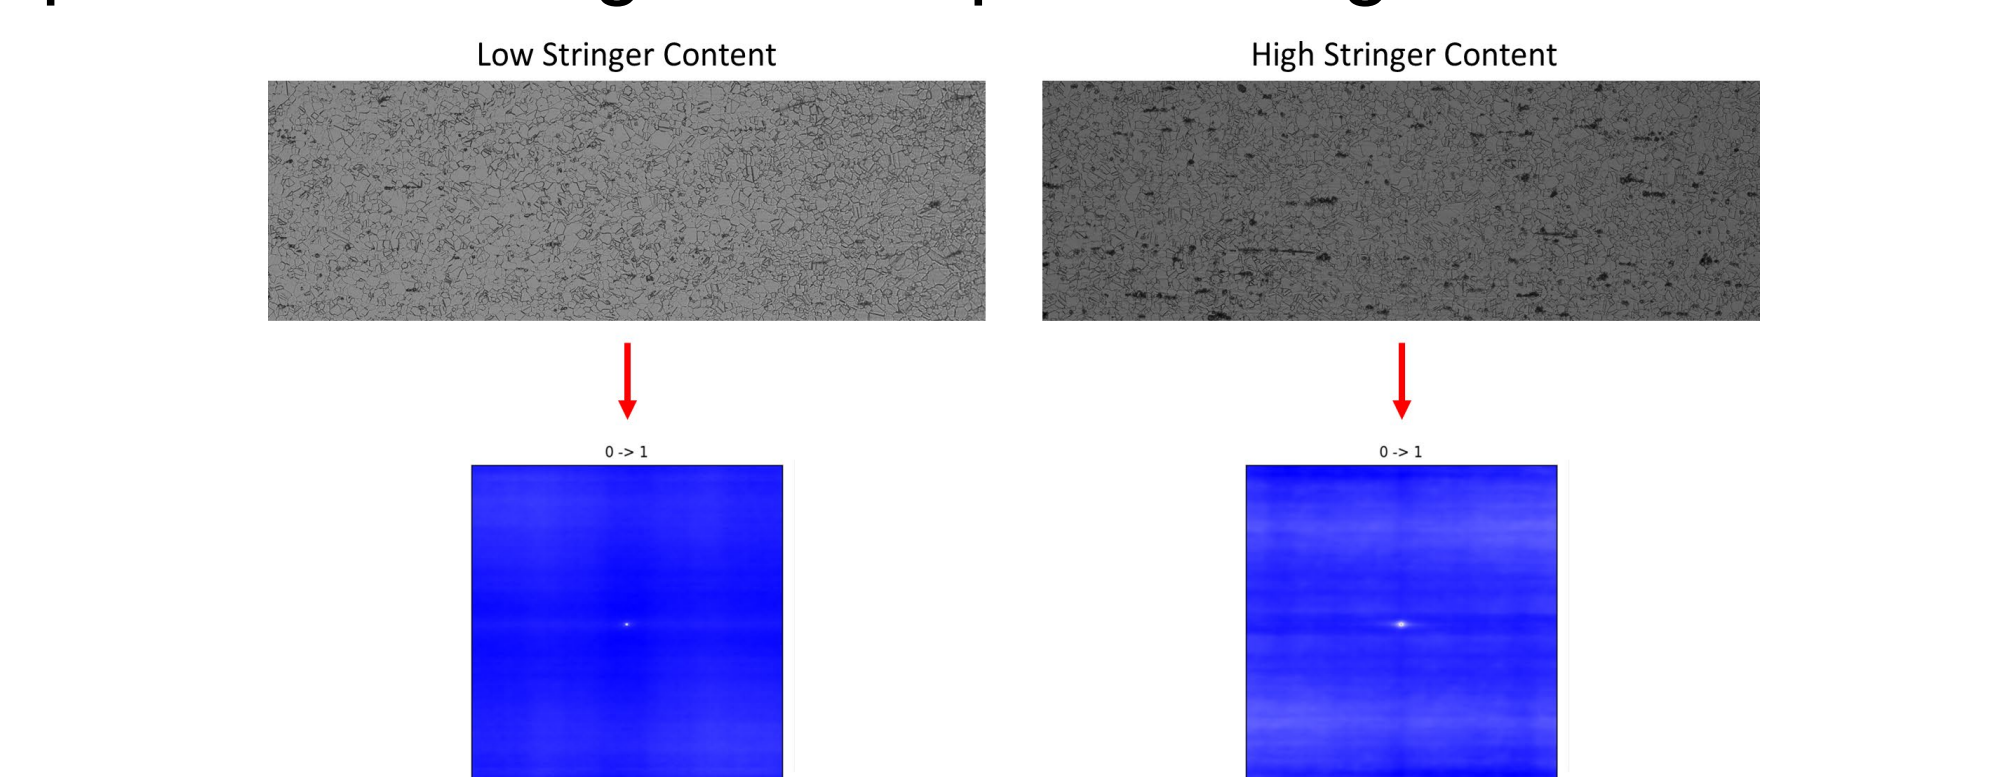 Low Stringer Content
High Stringer Content
0 -> 1
0 -> 1